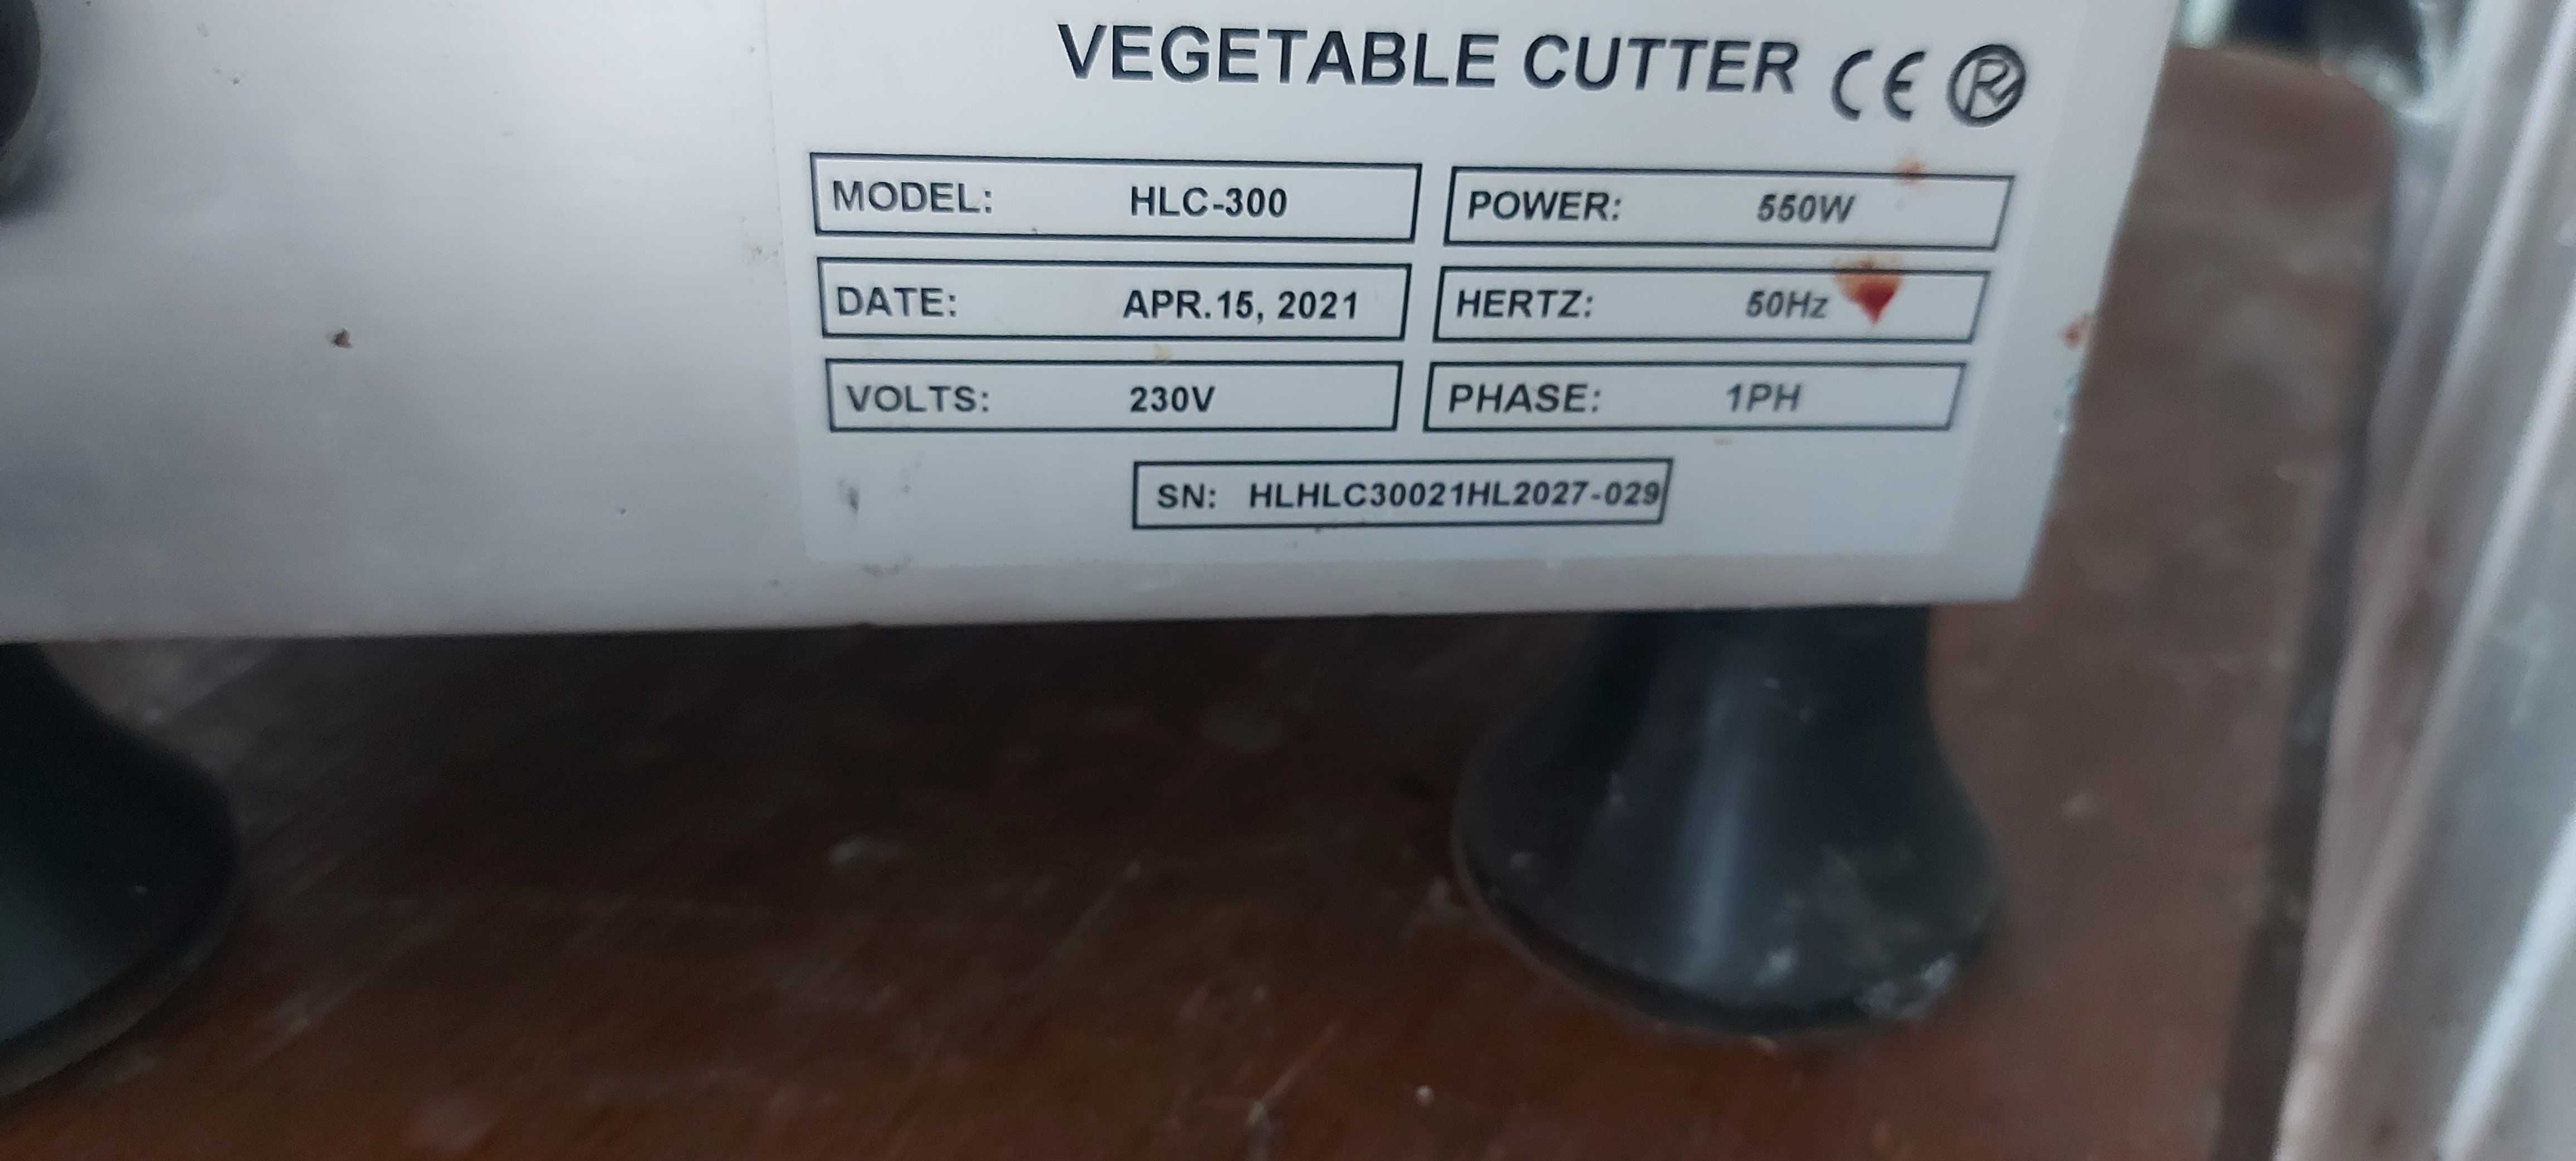 VEGETABLE CUTTER CE ®
MODEL: HLC-300 POWER: 550W
DATE: APR.15, 2021 HERTZ: 50Hz
VOLTS: 230V PHASE: 1PH
SN: HLHLC30021HL2027-029